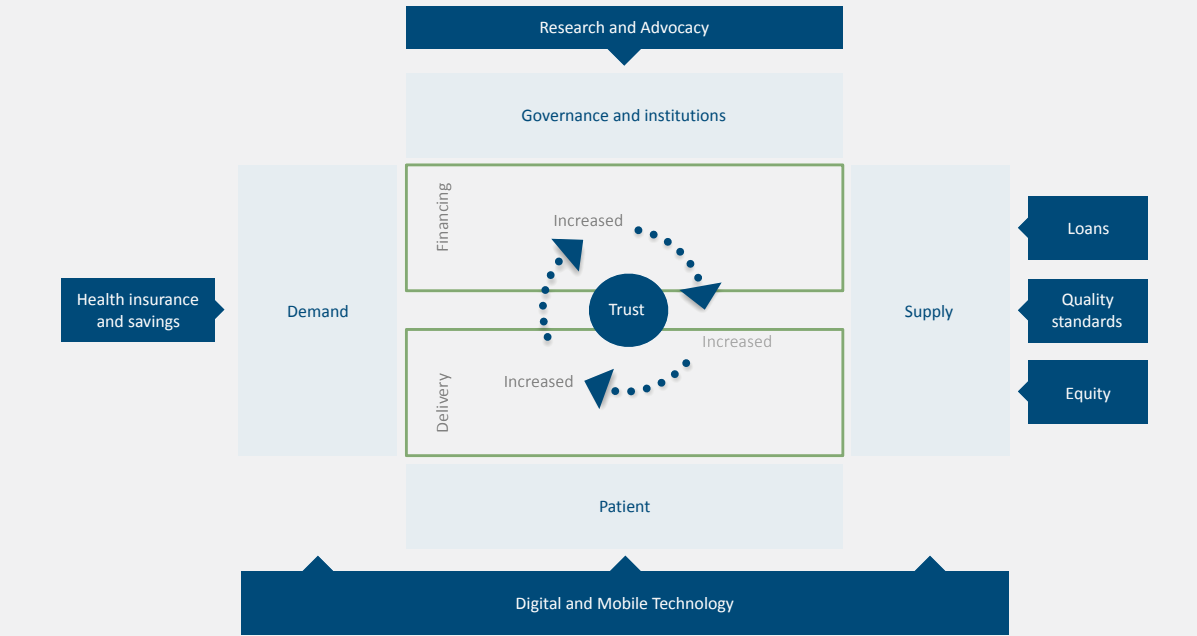 Research and Advocacy
Governance and institutions
Financing
Increased
Loans
Health insurance
and savings
Demand
Trust
Supply
Quality
standards
Increased
Increased
Delivery
Equity
Patient
Digital and Mobile Technology